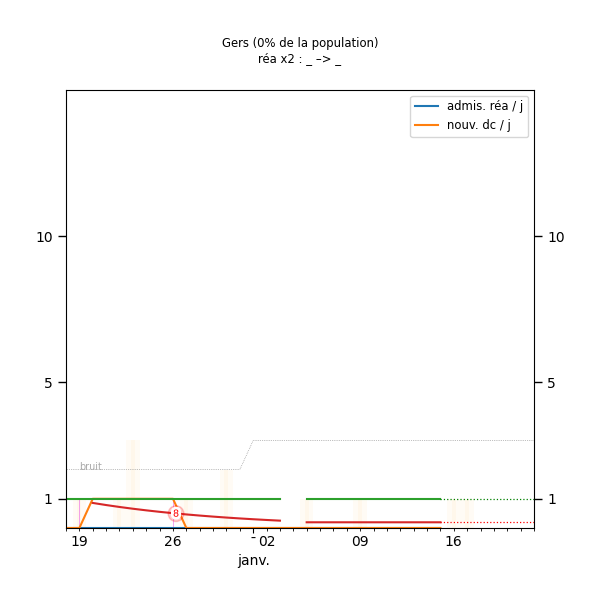 Gers (0% de la population)
réa x2 : _ –> _
admis. réa / j
nouv. dc / j
10 10
5 5
bruit
1 1
8
19 26 - 02 09 16
janv.